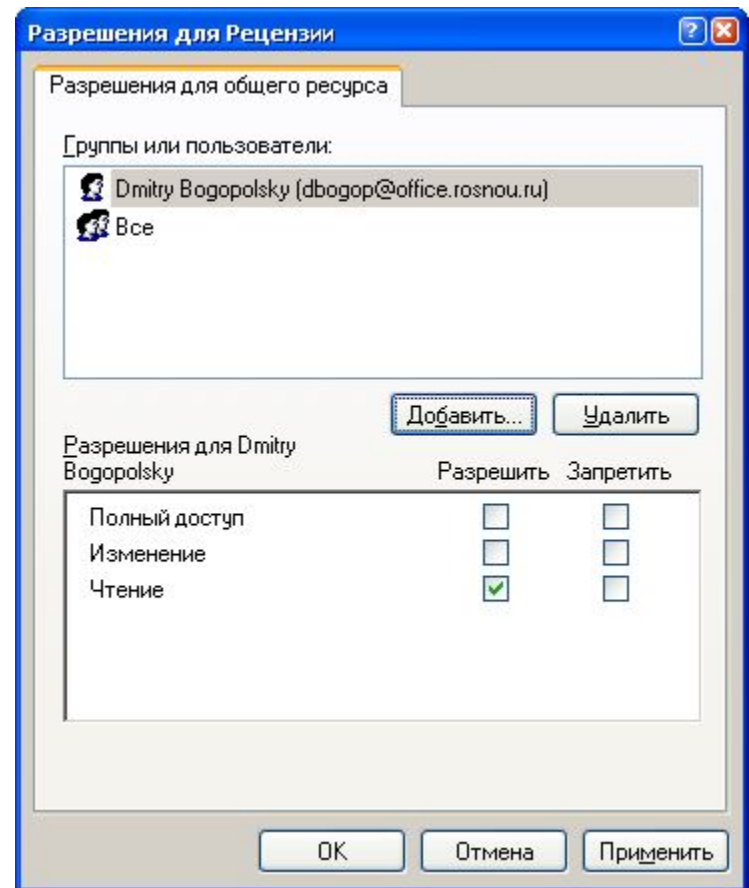 Разрешения для Рецензии
Разрешения для общего ресурса
Группы или пользователи:
Dmitry Bogopolsky (dbogop@office.rosnou.ru)
Все
Добавить... Удалить
Разрешения для Dmitry
Bogopolsky Разрешить Запретить
Полный доступ
Изменение
Чтение
OK Отмена Применить